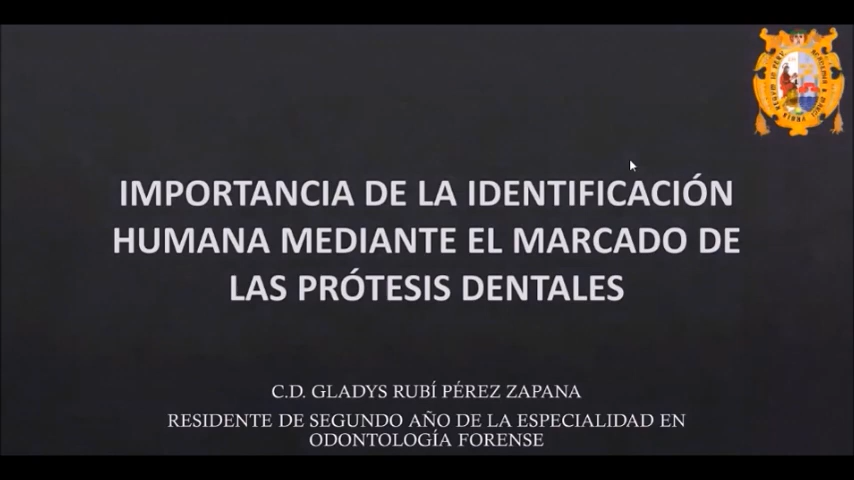 IMPORTANCIA DE LA IDENTIFICACIÓN
HUMANA MEDIANTE EL MARCADO DE
LAS PRÓTESIS DENTALES
C.D. GLADYS RUBÍ PÉREZ ZAPANA
RESIDENTE DE SEGUNDO AÑO DE LA ESPECIALIDAD EN
ODONTOLOGÍA FORENSE